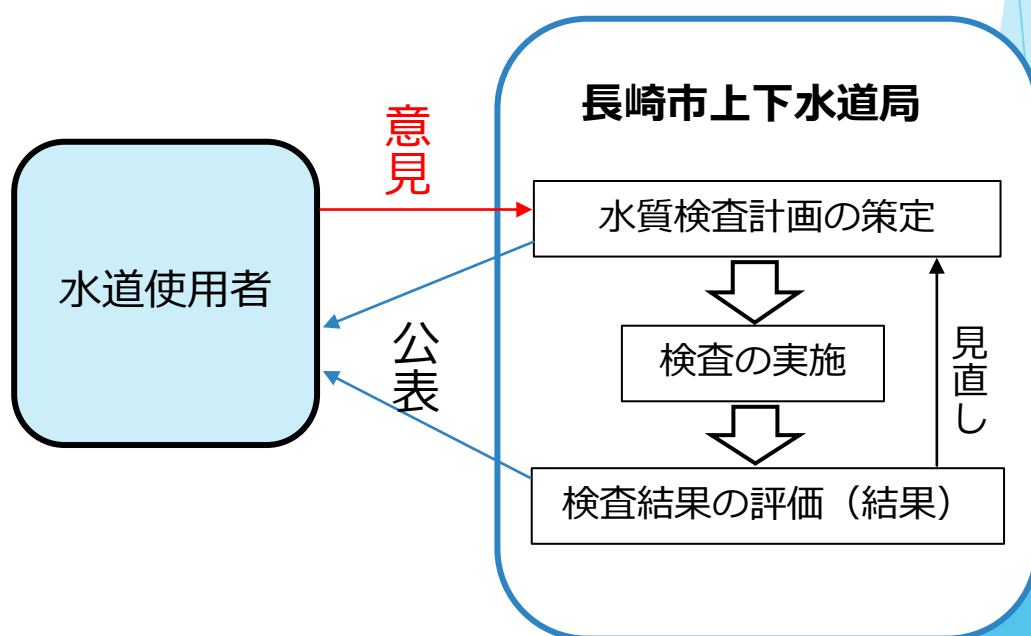 長崎市上下水道局
意見
水質検査計画の策定
水道使用者
公表
検査の実施
見直し
検査結果の評価（結果）